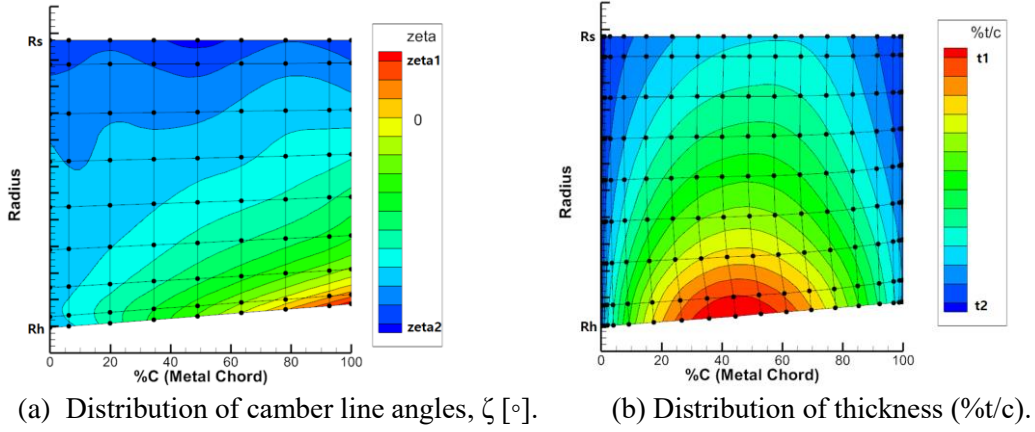 zeta
zeta1
0
zeta2
Rs
Radius
Rh
0 20 40 60 80 100
%C (Metal Chord)
%t/c
t1
t2
Rs
Radius
Rh
0 20 40 60 80 100
%C (Metal Chord)
(a) Distribution of camber line angles, ζ [◦].
(b) Distribution of thickness (%t/c).